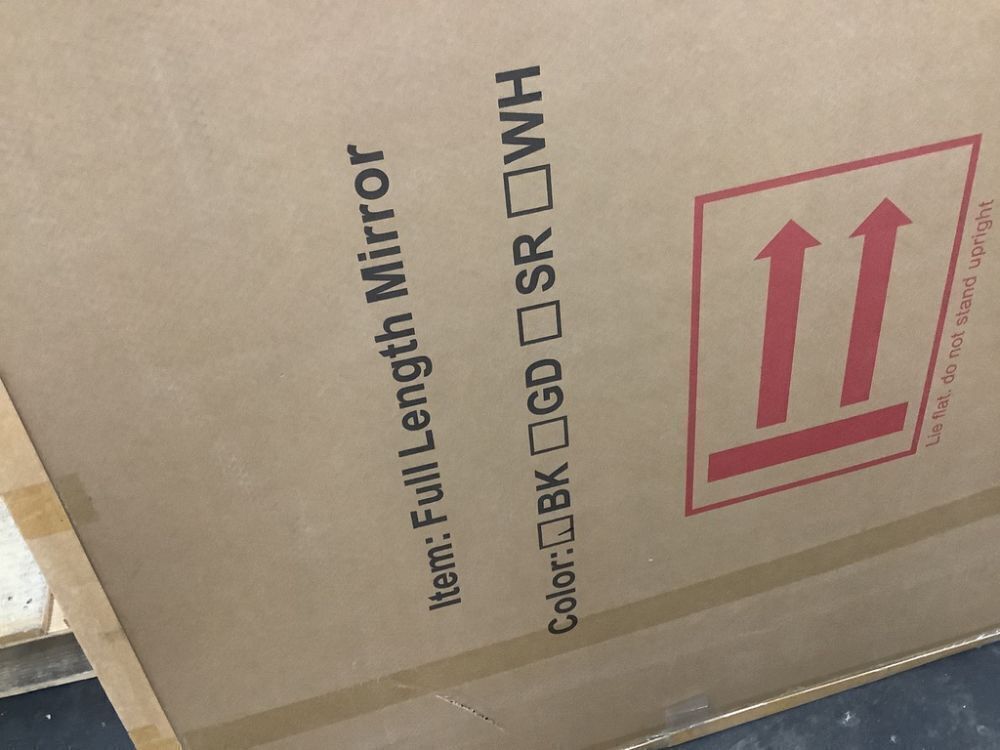 Item: Full Length Mirror
Color: ☑BK ☐GD ☐SR ☐WH
Lie flat. do not stand upright